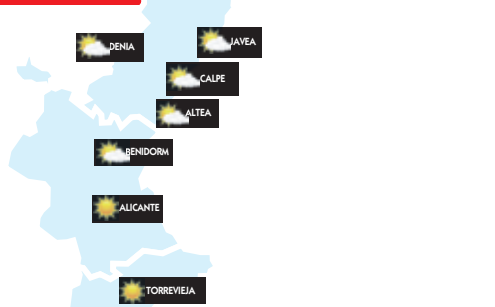 DENIA
JAVEA
CALPE
ALTEA
BENIDORM
ALICANTE
TORREVIEJA